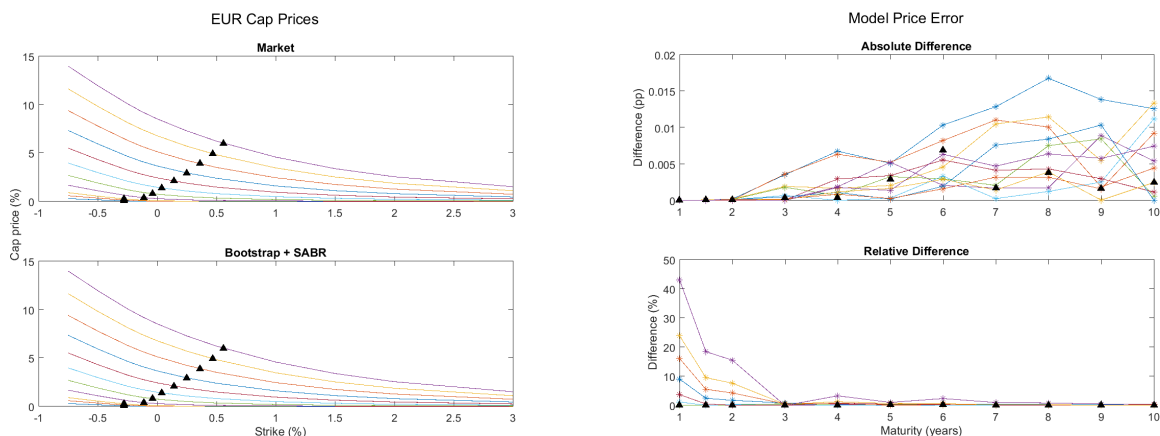 EUR Cap Prices
Market
15
10
5
0
-1 -0.5 0 0.5 1 1.5 2 2.5 3
Cap price (%)
Bootstrap + SABR
15
10
5
0
-1 -0.5 0 0.5 1 1.5 2 2.5 3
Strike (%)
Model Price Error
Absolute Difference
0.02
0.015
0.01
0.005
0
Difference (pp)
1 2 3 4 5 6 7 8 9 10
Relative Difference
50
40
30
20
10
0
Difference (%)
1 2 3 4 5 6 7 8 9 10
Maturity (years)